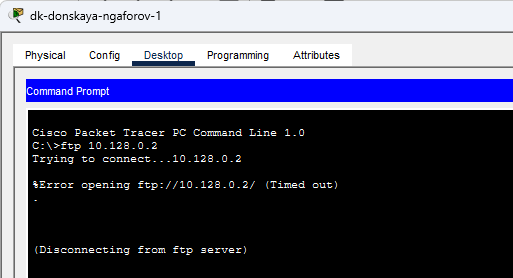 dk-donskaya-ngaforov-1
Physical Config Desktop Programming Attributes
Command Prompt
Cisco Packet Tracer PC Command Line 1.0
C:\>ftp 10.128.0.2
Trying to connect...10.128.0.2
%Error opening ftp://10.128.0.2/ (Timed out)
.
(Disconnecting from ftp server)